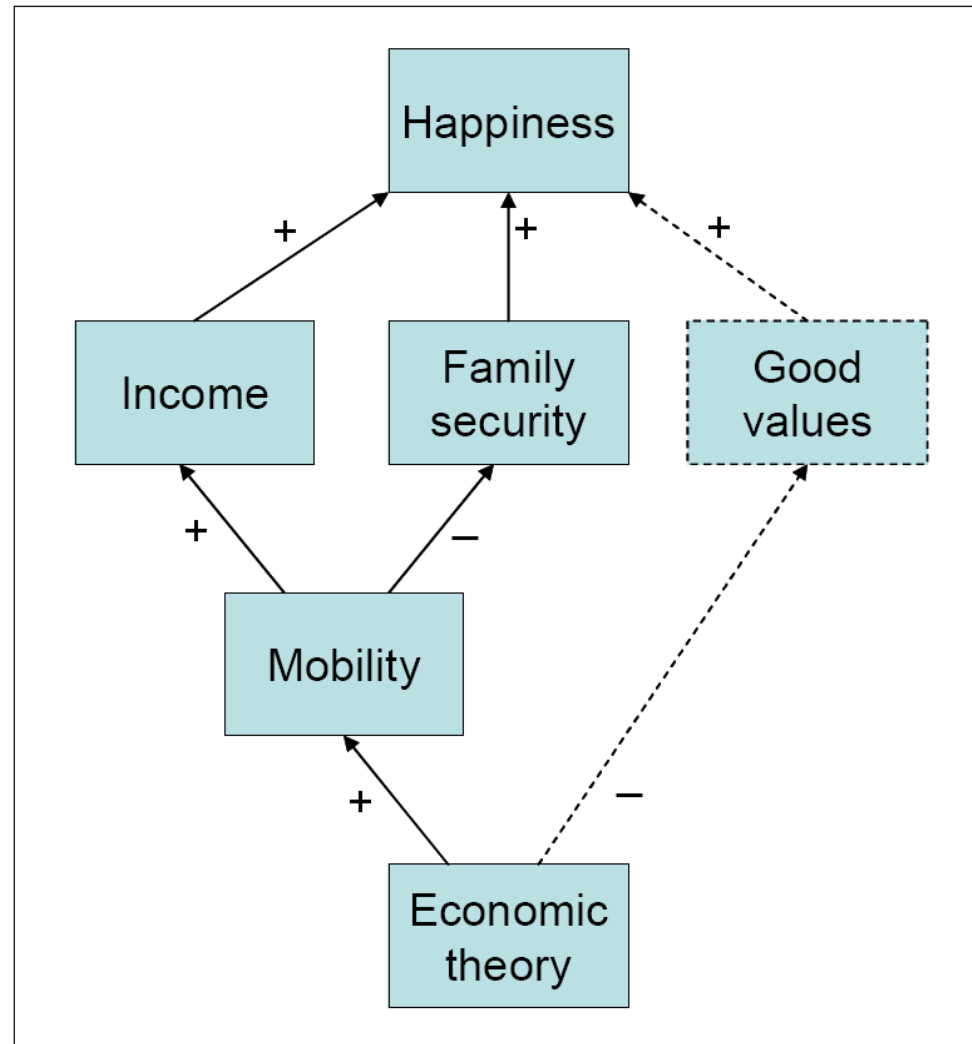 Happiness
+
+
+
Income
Family
security
Good
values
+
–
Mobility
+
–
Economic
theory